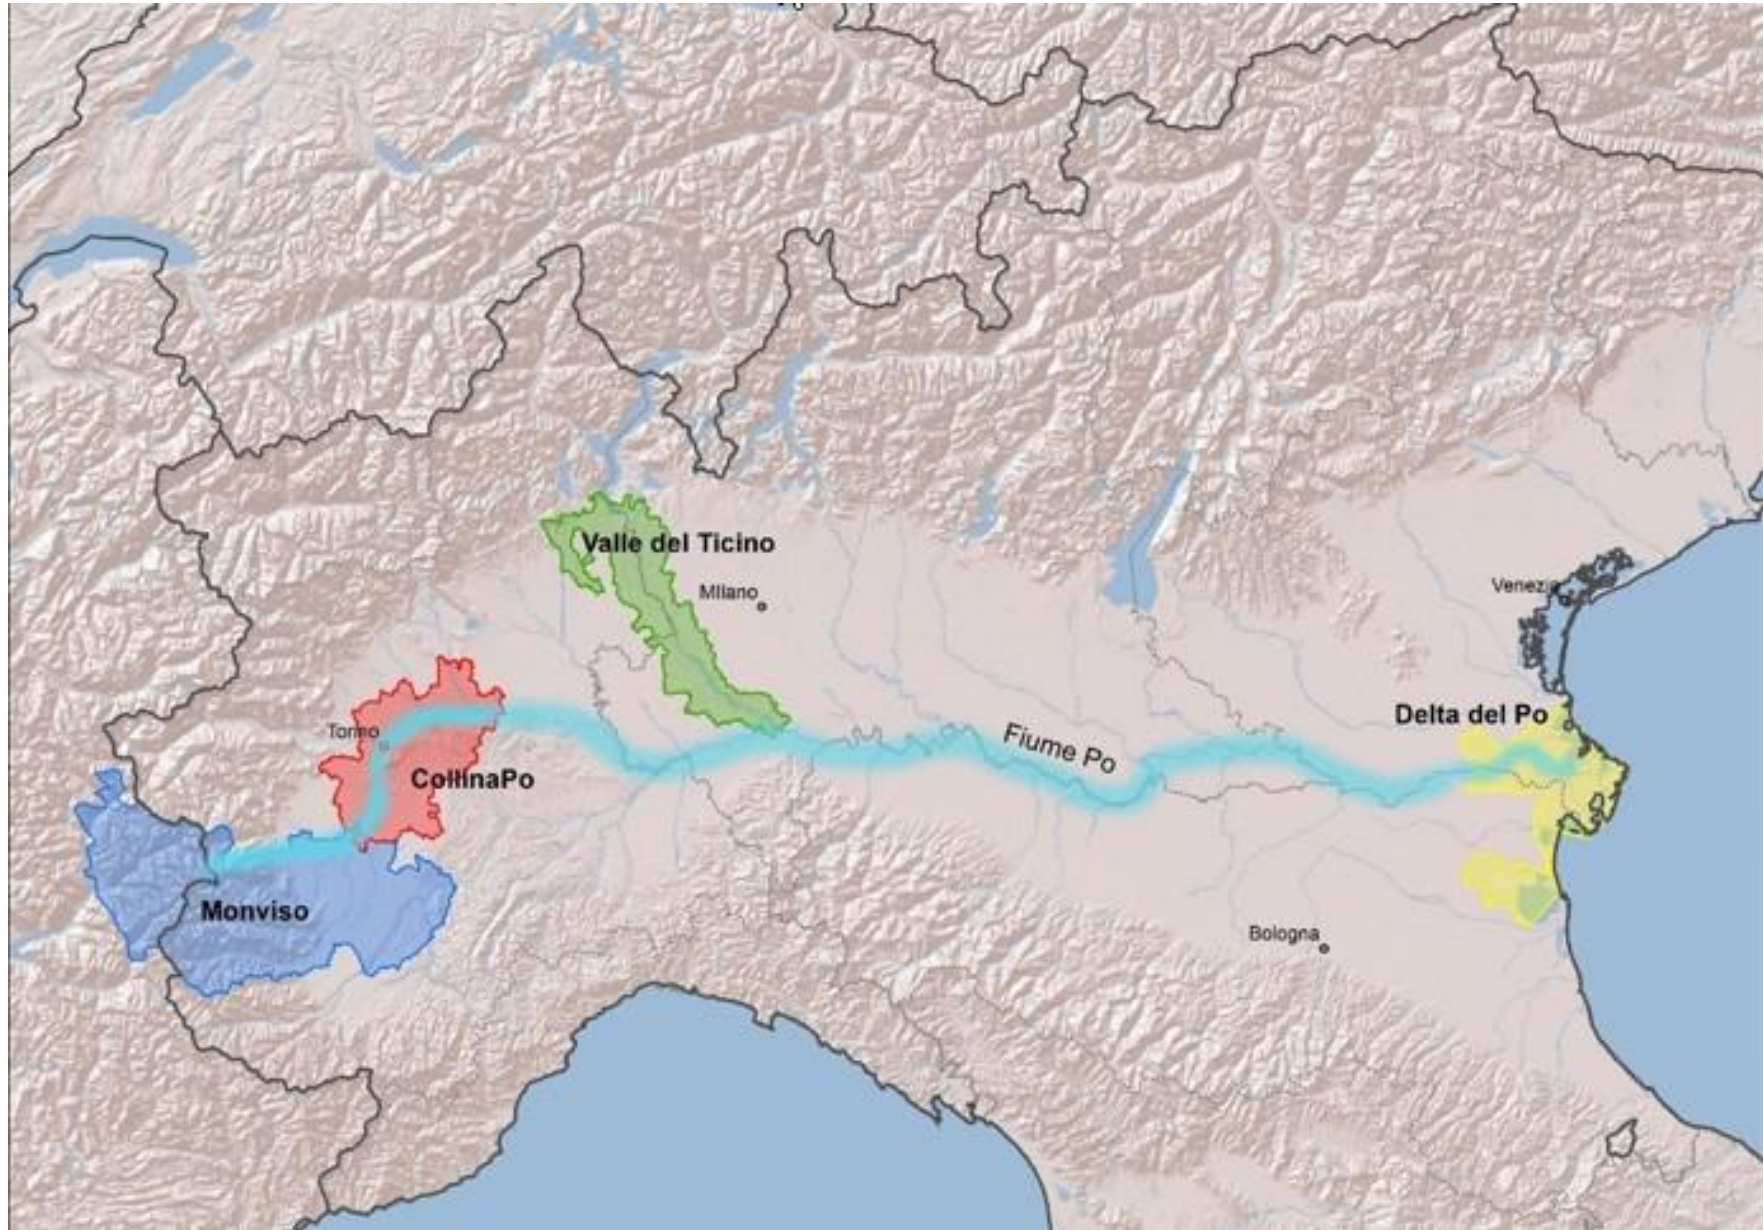 Valle del Ticino
MIlano
Venezia
Delta del Po
Torino
Fiume Po
CollinaPo
Monviso
Bologna